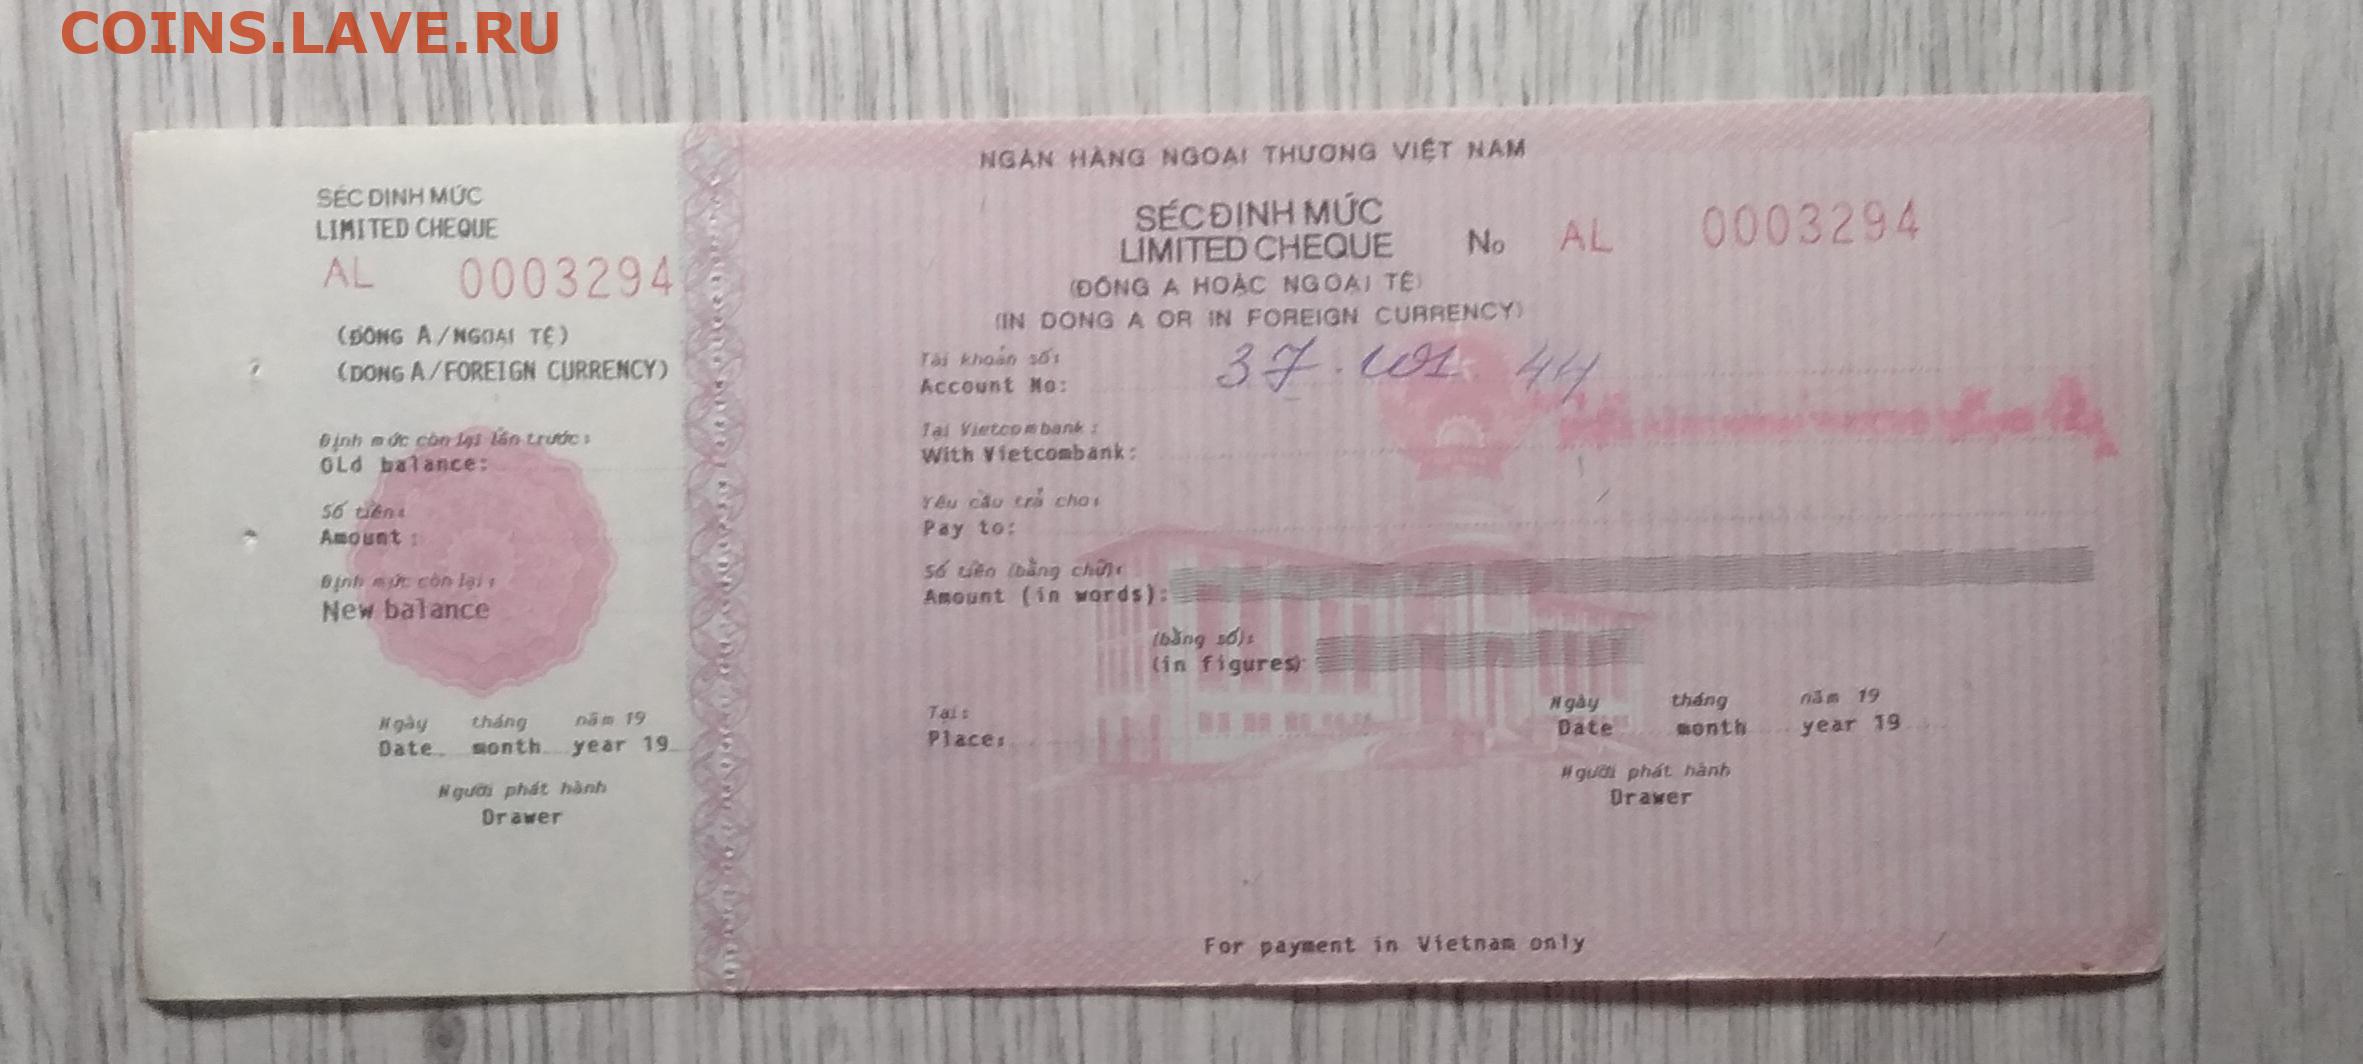 COINS.LAVE.RU
SÉC ĐỊNH MỨC
LIMITED CHEQUE
AL 0003294
(ĐỒNG A/NGOẠI TỆ)
(DONG A/FOREIGN CURRENCY)
Định mức còn lại lần trước:
OLd balance:
Số tiền:
Amount:
Định mức còn lại:
New balance
Ngày tháng năm 19
Date month year 19
Người phát hành
Drawer
NGÂN HÀNG NGOẠI THƯƠNG VIỆT NAM
SÉC ĐỊNH MỨC
LIMITED CHEQUE No AL 0003294
(ĐỒNG A HOẶC NGOẠI TỆ)
(IN DONG A OR IN FOREIGN CURRENCY)
Tài khoản số:
Account No: 37. 44
Tại Vietcombank:
With Vietcombank:
Yêu cầu trả cho:
Pay to:
Số tiền (bằng chữ):
Amount (in words):
(bằng số):
(in figures):
Tại:
Place:
Ngày tháng năm 19
Date month year 19
Người phát hành
Drawer
For payment in Vietnam only